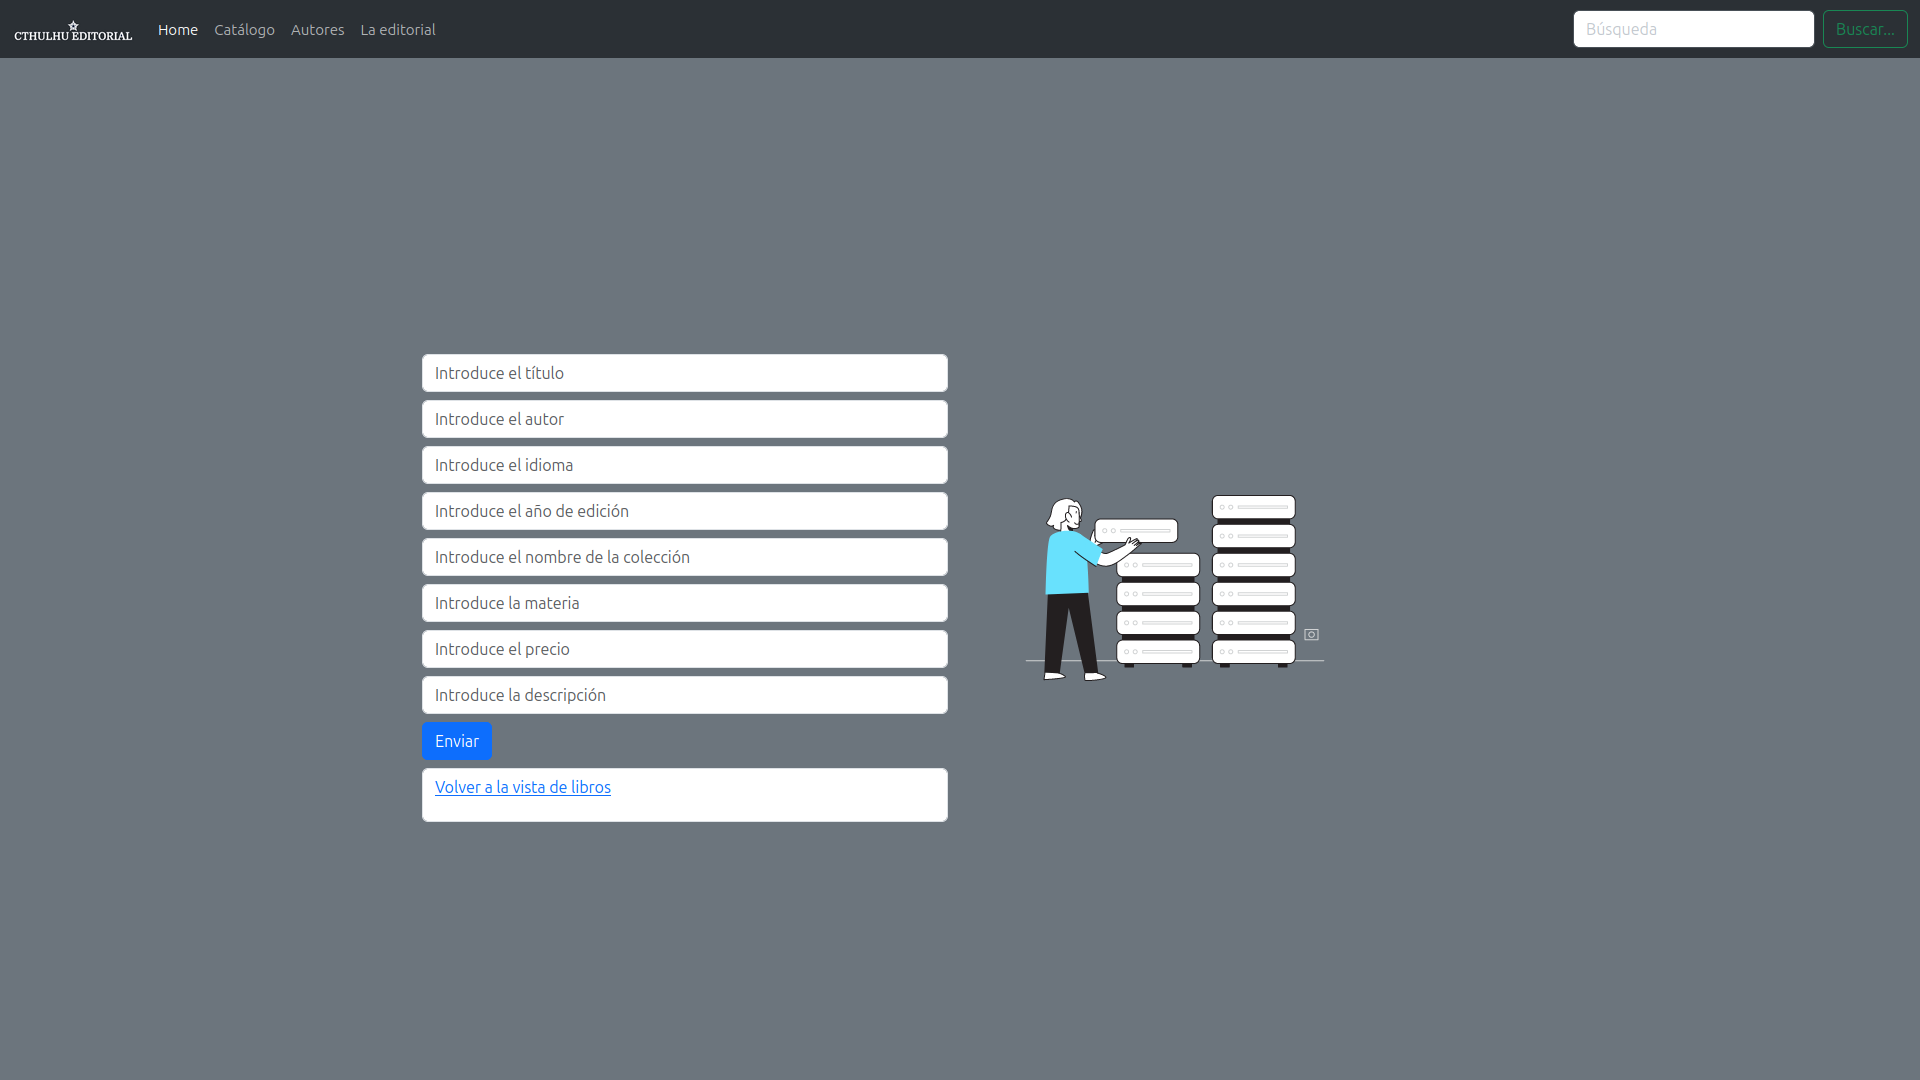 CTHULHU EDITORIAL
Home Catálogo Autores La editorial
Búsqueda
Buscar...
Introduce el título
Introduce el autor
Introduce el idioma
Introduce el año de edición
Introduce el nombre de la colección
Introduce la materia
Introduce el precio
Introduce la descripción
Enviar
Volver a la vista de libros